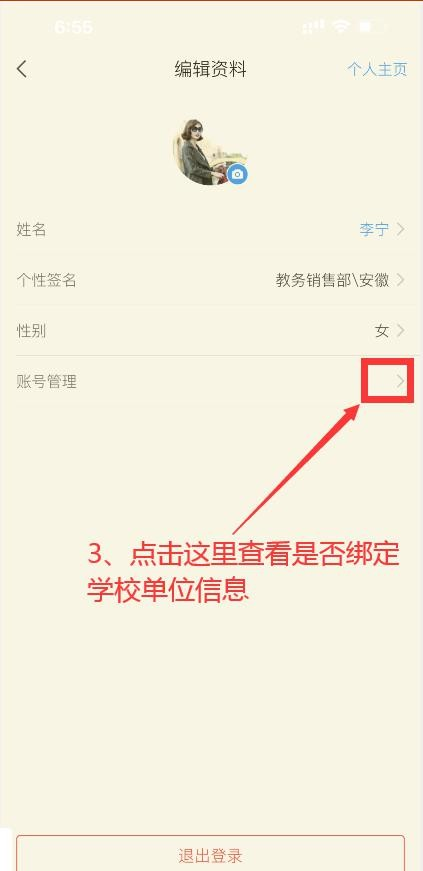 6:55
编辑资料 个人主页
姓名 李宁
个性签名 教务销售部\安徽
性别 女
账号管理
3、点击这里查看是否绑定
学校单位信息
退出登录